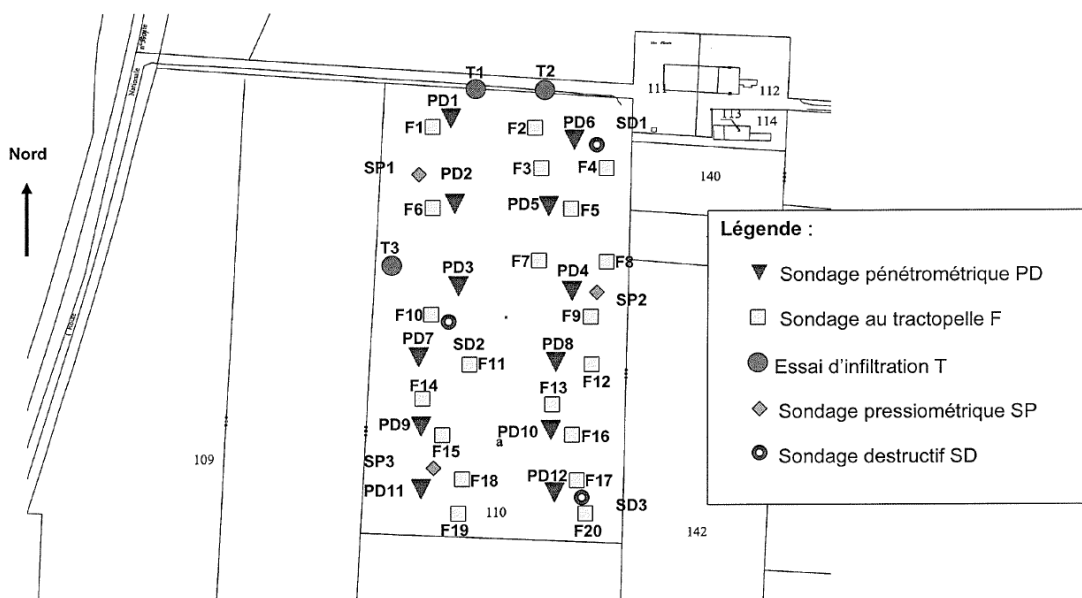 Nationale
T1
T2
111
112
113
114
PD1
F1
F2
PD6
SD1
Nord
SP1
PD2
F3
F4
140
F6
PD5
F5
T3
PD3
F7
PD4
F8
SP2
F10
F9
PD7
SD2
F11
PD8
F12
F14
F13
PD9
F15
a
PD10
F16
109
SP3
F18
PD12
F17
PD11
F19
110
F20
SD3
142
Route
Légende :
Sondage pénétrométrique PD
Sondage au tractopelle F
Essai d'infiltration T
Sondage pressiométrique SP
Sondage destructif SD